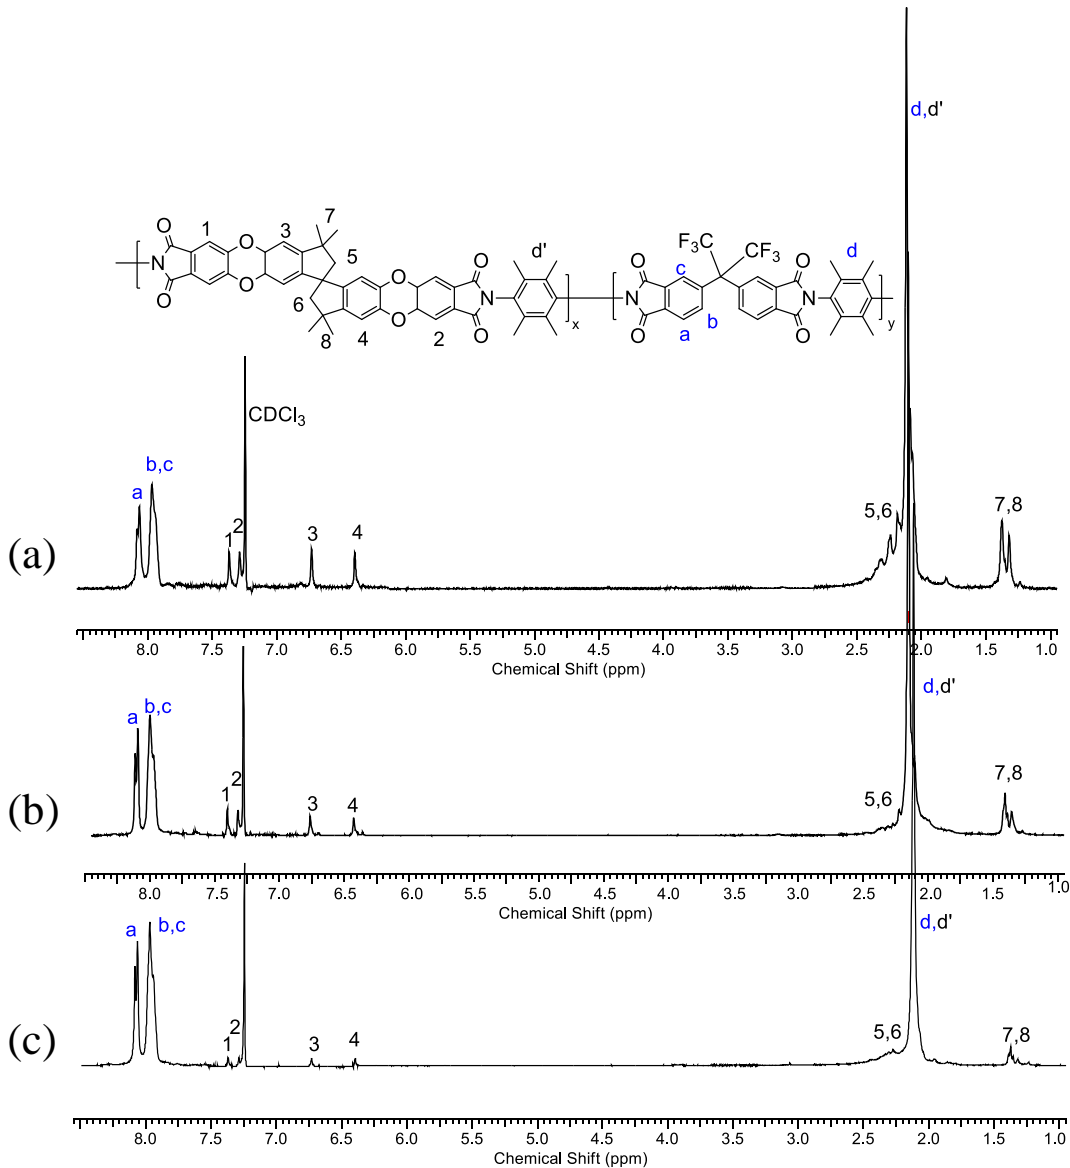 d,d'
7
1
3
5
d'
F₃C
CF₃
d
O
O
O
O
c
N
N
N
N
6
O
O
O
O
O
O
O
O
x
y
8
4
2
a
b
CDCl₃
b,c
a
1
2
3
4
5,6
7,8
(a)
8.0 7.5 7.0 6.5 6.0 5.5 5.0 4.5 4.0 3.5 3.0 2.5 2.0 1.5 1.0
Chemical Shift (ppm)
d,d'
a
b,c
1
2
3
4
5,6
7,8
(b)
8.0 7.5 7.0 6.5 6.0 5.5 5.0 4.5 4.0 3.5 3.0 2.5 2.0 1.5 1.0
Chemical Shift (ppm)
d,d'
a
b,c
1
2
3
4
5,6
7,8
(c)
8.0 7.5 7.0 6.5 6.0 5.5 5.0 4.5 4.0 3.5 3.0 2.5 2.0 1.5 1.0
Chemical Shift (ppm)